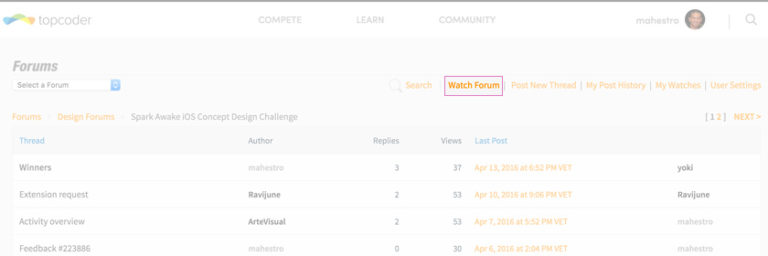 topcoder COMPETE LEARN COMMUNITY mahestro
Forums
Select a Forum Search Watch Forum | Post New Thread | My Post History | My Watches | User Settings
Forums Design Forums Spark Awake iOS Concept Design Challenge [ 1 2 ] NEXT >
Thread Author Replies Views Last Post
Winners mahestro 3 37 Apr 13, 2016 at 6:52 PM VET yoki
Extension request Ravijune 2 53 Apr 10, 2016 at 9:06 PM VET Ravijune
Activity overview ArteVisual 2 53 Apr 7, 2016 at 5:52 PM VET mahestro
Feedback #223886 mahestro 0 30 Apr 6, 2016 at 2:04 PM VET mahestro